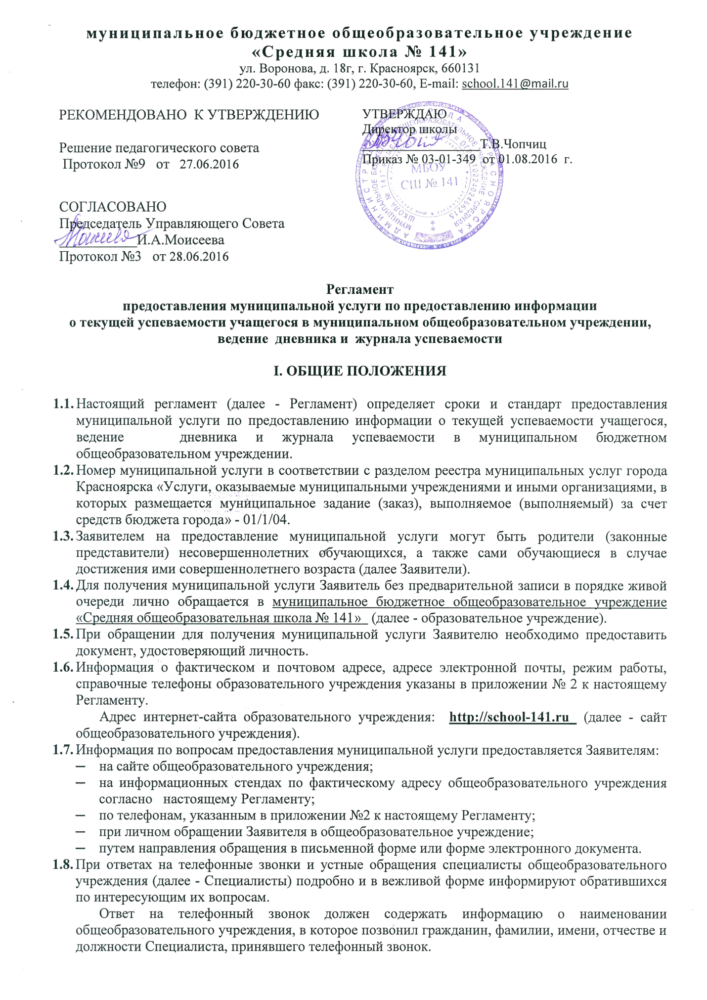 муниципальное бюджетное общеобразовательное учреждение
«Средняя школа № 141»
ул. Воронова, д. 18г, г. Красноярск, 660131
телефон: (391) 220-30-60 факс: (391) 220-30-60, E-mail: school.141@mail.ru
РЕКОМЕНДОВАНО К УТВЕРЖДЕНИЮ
Решение педагогического совета
Протокол №9 от 27.06.2016
УТВЕРЖДАЮ
Директор школы
Т.В.Чопчиц
Приказ № 03-01-349 от 01.08.2016 г.
МБОУ
СШ № 141
СОГЛАСОВАНО
Председатель Управляющего Совета
И.А.Моисеева
Протокол №3 от 28.06.2016
Регламент
предоставления муниципальной услуги по предоставлению информации
о текущей успеваемости учащегося в муниципальном общеобразовательном учреждении,
ведение дневника и журнала успеваемости
I. ОБЩИЕ ПОЛОЖЕНИЯ
1.1. Настоящий регламент (далее - Регламент) определяет сроки и стандарт предоставления
муниципальной услуги по предоставлению информации о текущей успеваемости учащегося,
ведение дневника и журнала успеваемости в муниципальном бюджетном
общеобразовательном учреждении.
1.2. Номер муниципальной услуги в соответствии с разделом реестра муниципальных услуг города
Красноярска «Услуги, оказываемые муниципальными учреждениями и иными организациями, в
которых размещается муниципальное задание (заказ), выполняемое (выполняемый) за счет
средств бюджета города» - 01/1/04.
1.3. Заявителем на предоставление муниципальной услуги могут быть родители (законные
представители) несовершеннолетних обучающихся, а также сами обучающиеся в случае
достижения ими совершеннолетнего возраста (далее Заявители).
1.4. Для получения муниципальной услуги Заявитель без предварительной записи в порядке живой
очереди лично обращается в муниципальное бюджетное общеобразовательное учреждение
«Средняя общеобразовательная школа № 141» (далее - образовательное учреждение).
1.5. При обращении для получения муниципальной услуги Заявителю необходимо предоставить
документ, удостоверяющий личность.
1.6. Информация о фактическом и почтовом адресе, адресе электронной почты, режим работы,
справочные телефоны образовательного учреждения указаны в приложении № 2 к настоящему
Регламенту.
Адрес интернет-сайта образовательного учреждения: http://school-141.ru (далее - сайт
общеобразовательного учреждения).
1.7. Информация по вопросам предоставления муниципальной услуги предоставляется Заявителям:
– на сайте общеобразовательного учреждения;
– на информационных стендах по фактическому адресу общеобразовательного учреждения
согласно настоящему Регламенту;
– по телефонам, указанным в приложении №2 к настоящему Регламенту;
– при личном обращении Заявителя в общеобразовательное учреждение;
– путем направления обращения в письменной форме или форме электронного документа.
1.8. При ответах на телефонные звонки и устные обращения специалисты общеобразовательного
учреждения (далее - Специалисты) подробно и в вежливой форме информируют обратившихся
по интересующим их вопросам.
Ответ на телефонный звонок должен содержать информацию о наименовании
общеобразовательного учреждения, в которое позвонил гражданин, фамилии, имени, отчестве и
должности Специалиста, принявшего телефонный звонок.